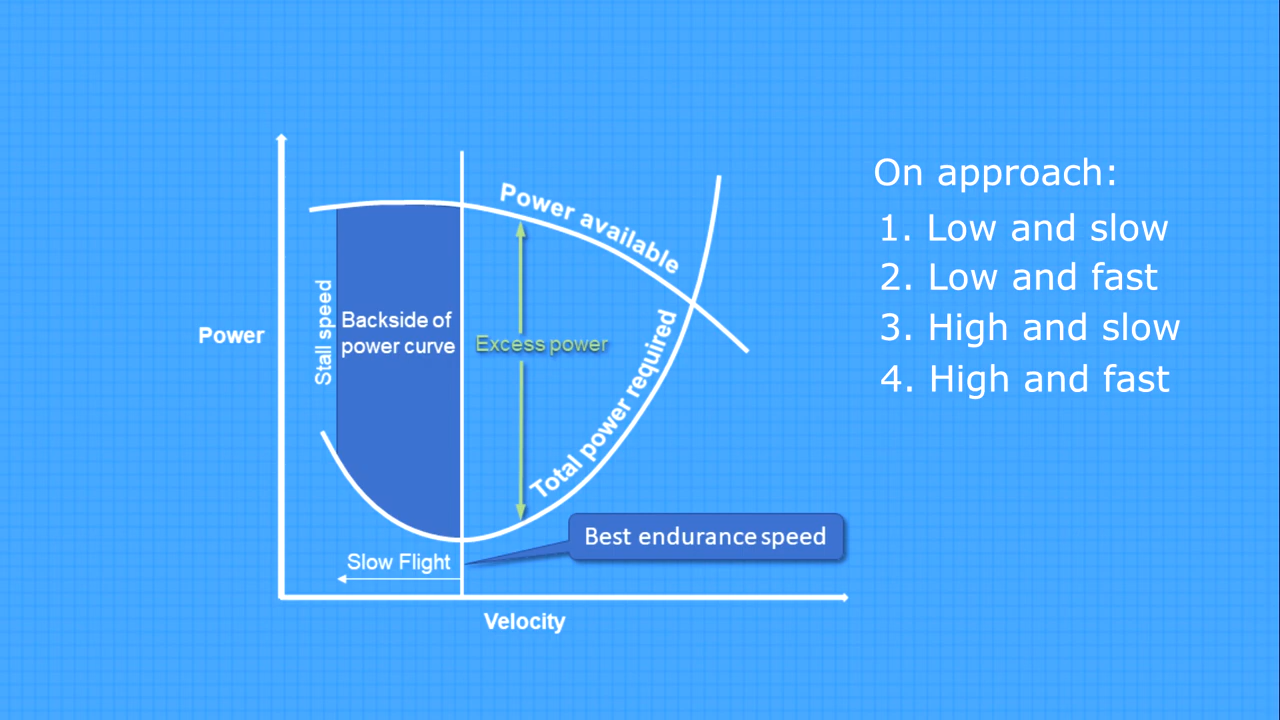 Power available
Stall speed
Backside of
power curve
Power
Excess power
Total power required
Best endurance speed
Slow Flight
Velocity
On approach:
1. Low and slow
2. Low and fast
3. High and slow
4. High and fast